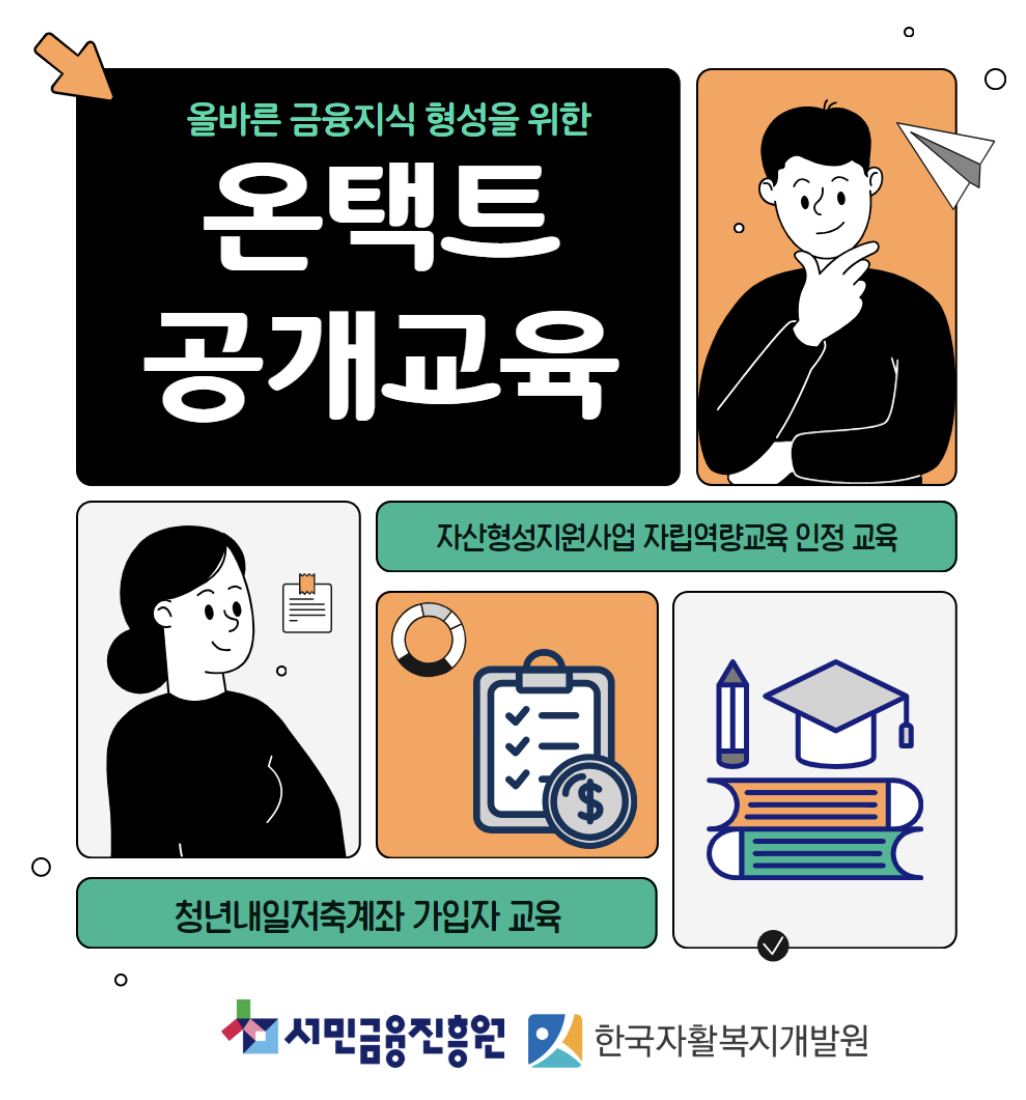 올바른 금융지식 형성을 위한
온택트
공개교육
자산형성지원사업 자립역량교육 인정 교육
$
청년내일저축계좌 가입자 교육
서민금융진흥원 한국자활복지개발원